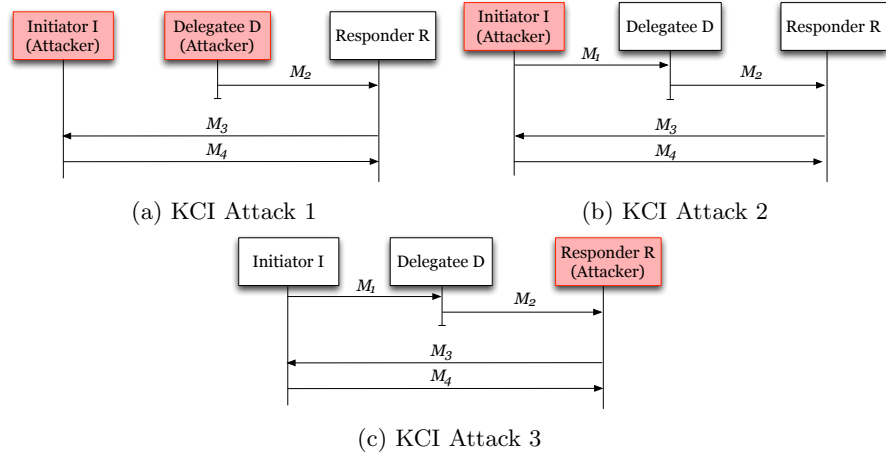 Initiator I
(Attacker)
Delegatee D
(Attacker)
Responder R
M2
M3
M4
(a) KCI Attack 1
Initiator I
(Attacker)
Delegatee D
Responder R
M1
M2
M3
M4
(b) KCI Attack 2
Initiator I
Delegatee D
Responder R
(Attacker)
M1
M2
M3
M4
(c) KCI Attack 3